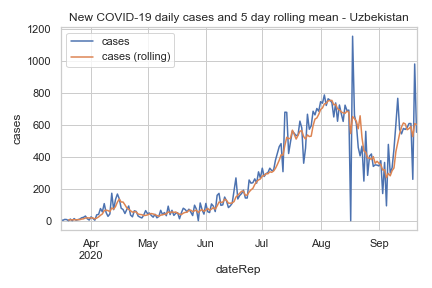 New COVID-19 daily cases and 5 day rolling mean - Uzbekistan
cases
cases (rolling)
1200
1000
800
600
400
200
0
cases
Apr
2020
May
Jun
Jul
Aug
Sep
dateRep